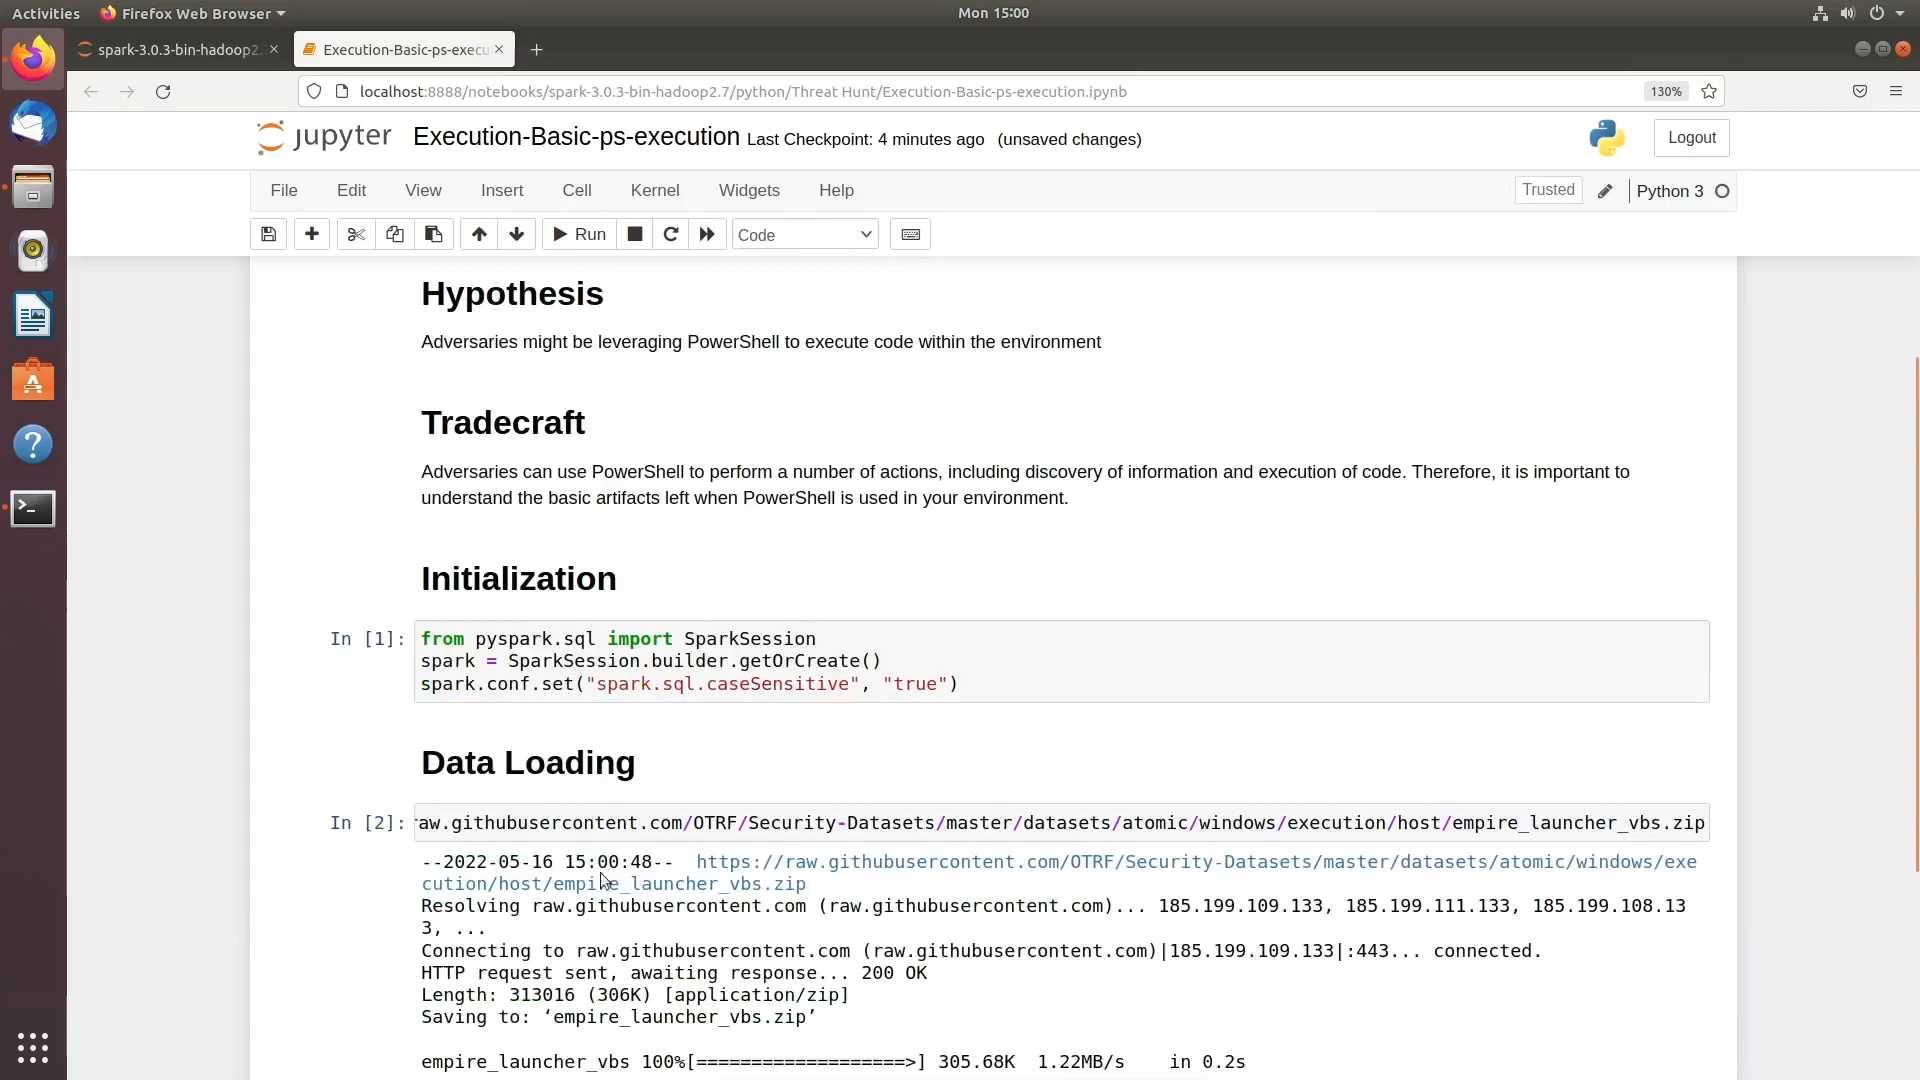 Activities
Firefox Web Browser
Mon 15:00
spark-3.0.3-bin-hadoop2.
Execution-Basic-ps-execu
localhost:8888/notebooks/spark-3.0.3-bin-hadoop2.7/python/Threat Hunt/Execution-Basic-ps-execution.ipynb
130%
jupyter Execution-Basic-ps-execution Last Checkpoint: 4 minutes ago (unsaved changes)
Logout
File Edit View Insert Cell Kernel Widgets Help
Trusted
Python 3
Run
Code
Hypothesis
Adversaries might be leveraging PowerShell to execute code within the environment
Tradecraft
Adversaries can use PowerShell to perform a number of actions, including discovery of information and execution of code. Therefore, it is important to
understand the basic artifacts left when PowerShell is used in your environment.
Initialization
In [1]: from pyspark.sql import SparkSession
spark = SparkSession.builder.getOrCreate()
spark.conf.set("spark.sql.caseSensitive", "true")
Data Loading
In [2]: raw.githubusercontent.com/OTRF/Security-Datasets/master/datasets/atomic/windows/execution/host/empire_launcher_vbs.zip
--2022-05-16 15:00:48-- https://raw.githubusercontent.com/OTRF/Security-Datasets/master/datasets/atomic/windows/exe
cution/host/empire_launcher_vbs.zip
Resolving raw.githubusercontent.com (raw.githubusercontent.com)... 185.199.109.133, 185.199.111.133, 185.199.108.13
3, ...
Connecting to raw.githubusercontent.com (raw.githubusercontent.com)|185.199.109.133|:443... connected.
HTTP request sent, awaiting response... 200 OK
Length: 313016 (306K) [application/zip]
Saving to: ‘empire_launcher_vbs.zip’
empire_launcher_vbs 100%[===================>] 305.68K 1.22MB/s in 0.2s